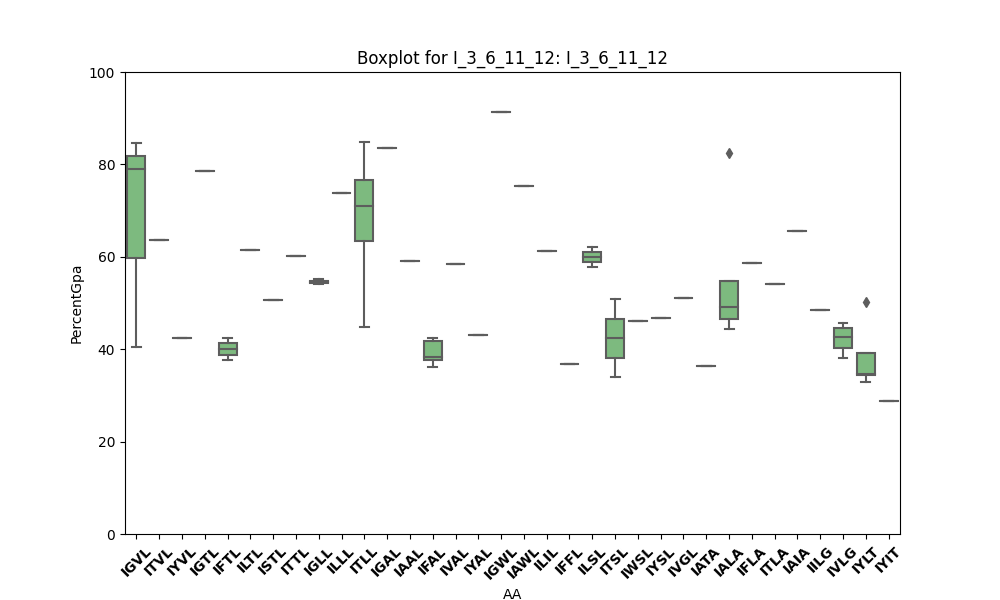 Boxplot for I_3_6_11_12: I_3_6_11_12
100
80
60
40
20
0
PercentGpa
IGVL ITVL IYVL IGTL IFTL ILTL ISTL ITTL IGLL ILLL ITLL IGAL IAAL IFAL IVAL IYAL IGWL IAWL ILIL IFFL ILSL ITSL IWSL IYSL IVGL IATA IALA IFLA ITLA IAIA IILG IVLG IYLT IYIT
AA